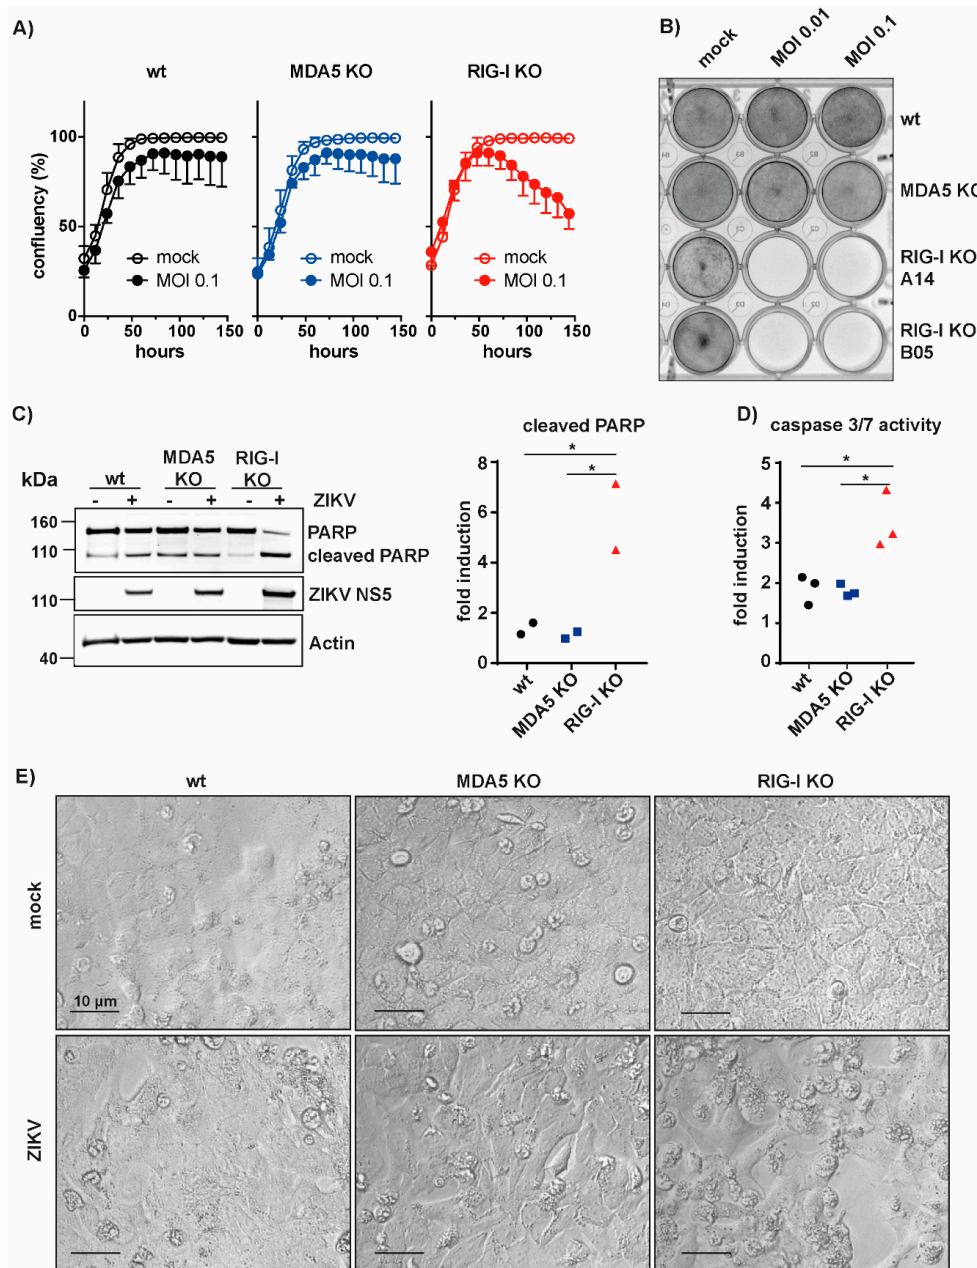 A)
wt
MDA5 KO
RIG-I KO
confluency (%)
100
50
0
mock
MOI 0.1
mock
MOI 0.1
mock
MOI 0.1
0 50 100 150
0 50 100 150
0 50 100 150
hours
hours
hours
B)
mock
MOI 0.01
MOI 0.1
wt
MDA5 KO
RIG-I KO
A14
RIG-I KO
B05
C)
kDa
wt
MDA5
KO
RIG-I
KO
- + - + - + ZIKV
160
PARP
110
cleaved PARP
110
ZIKV NS5
Actin
40
cleaved PARP
fold induction
8
6
4
2
0
*
*
wt
MDA5 KO
RIG-I KO
D)
caspase 3/7 activity
fold induction
5
4
3
2
1
0
*
*
wt
MDA5 KO
RIG-I KO
E)
wt
MDA5 KO
RIG-I KO
mock
10 µm
ZIKV